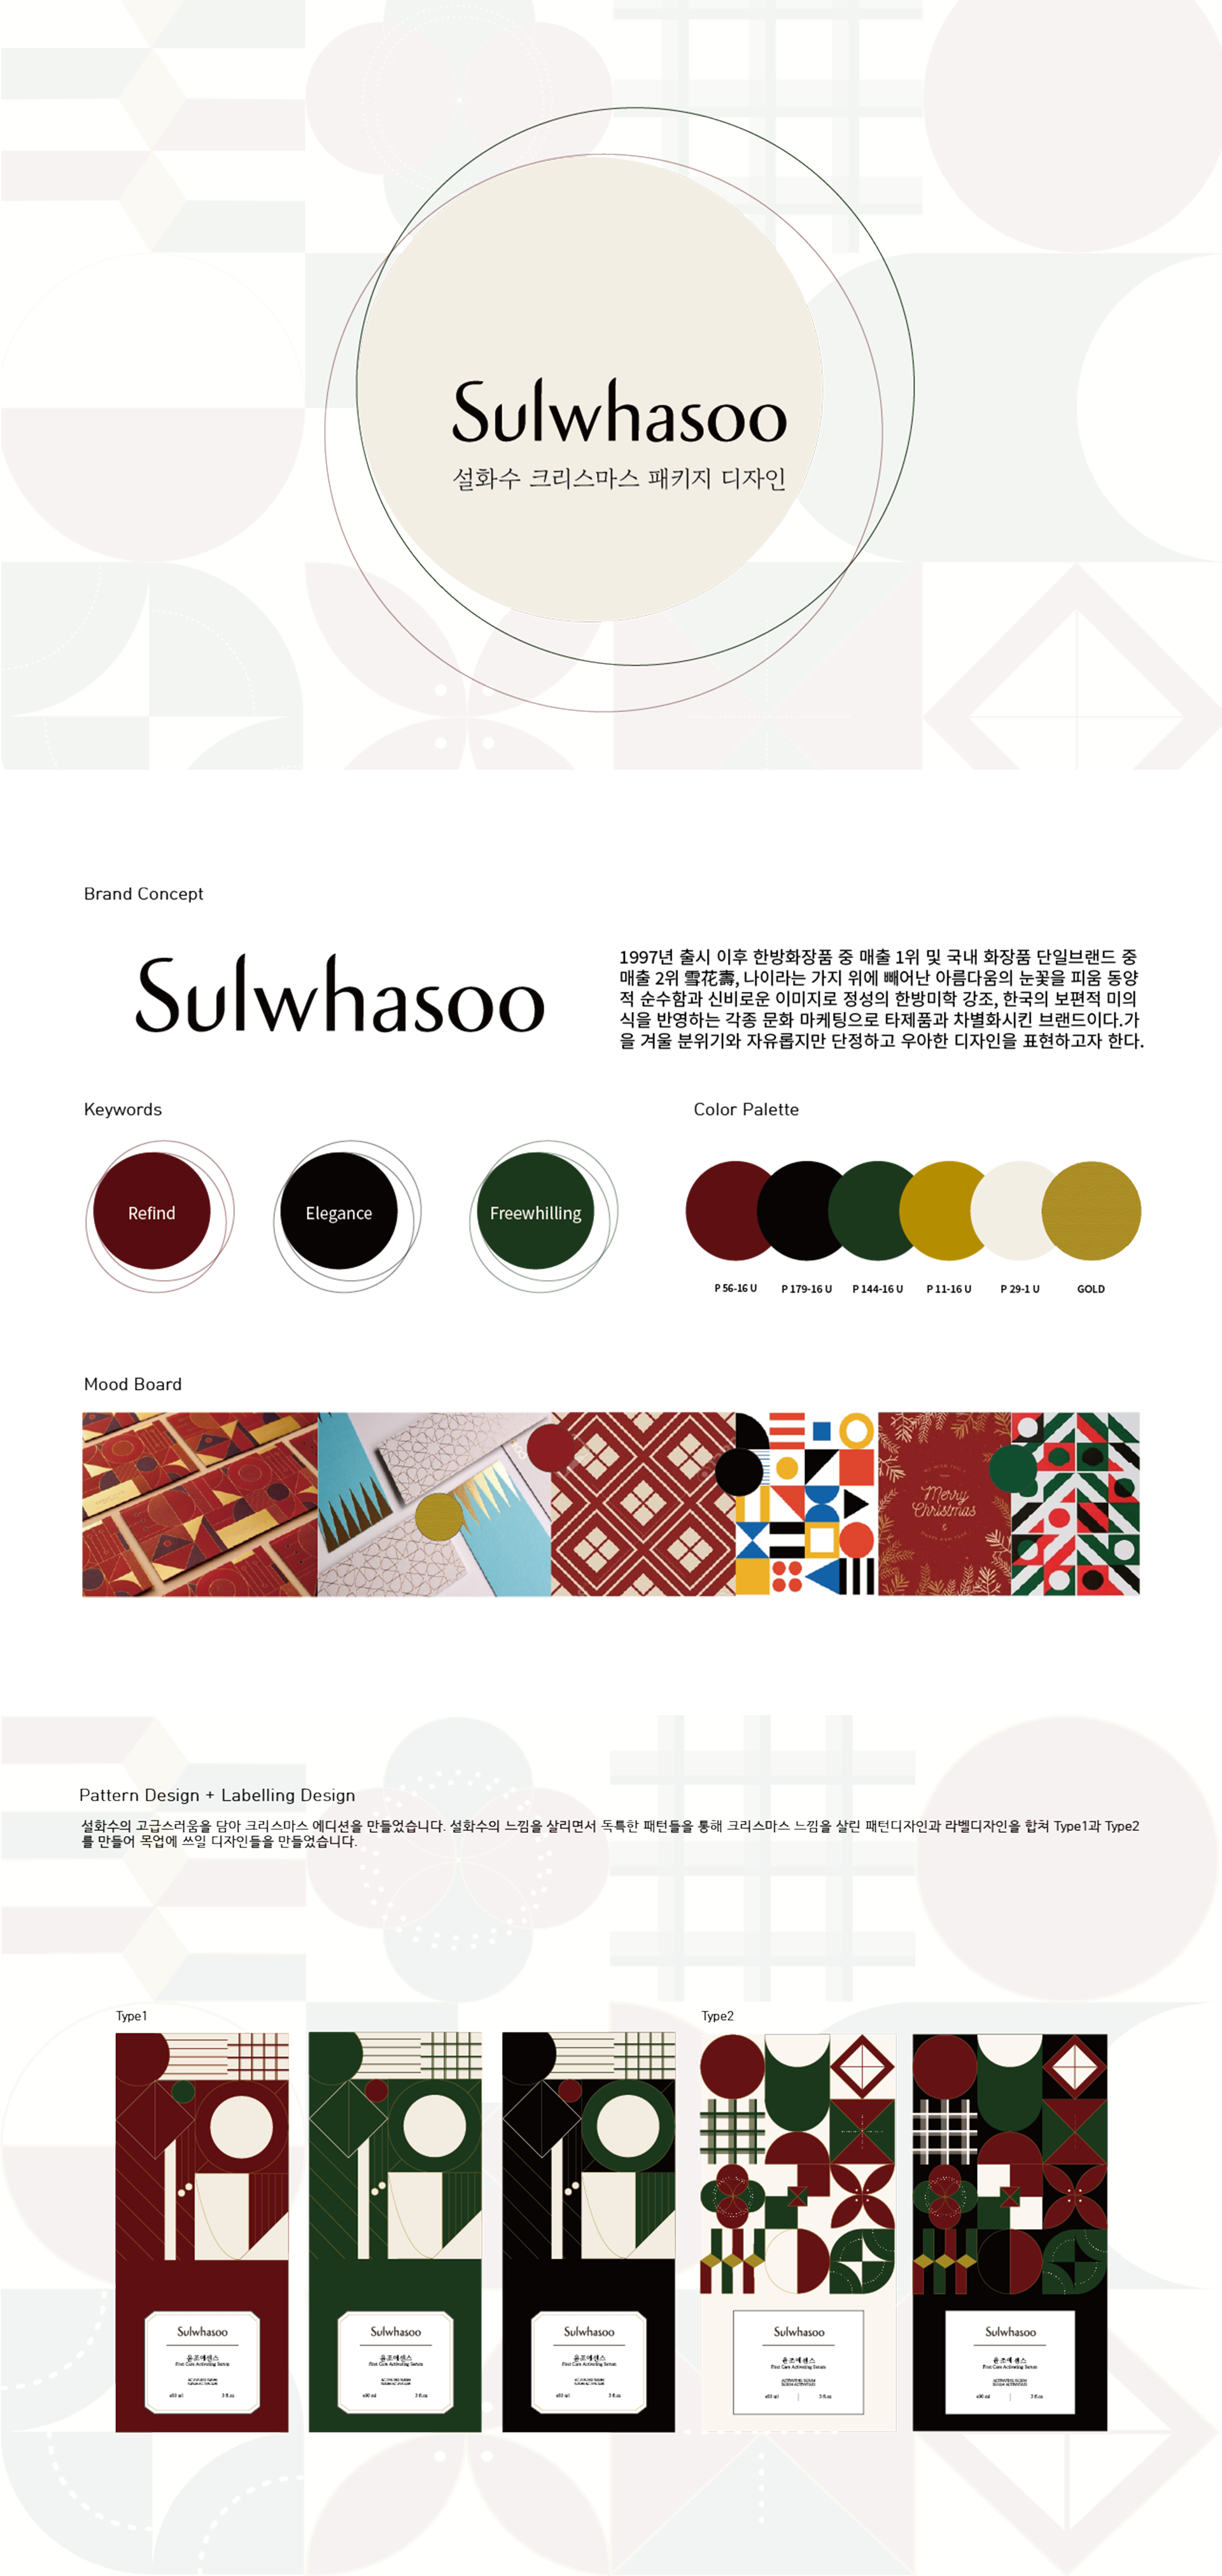 Sulwhasoo
설화수 크리스마스 패키지 디자인
Brand Concept
Sulwhasoo
1997년 출시 이후 한방화장품 중 매출 1위 및 국내 화장품 단일브랜드 중
매출 2위 雪花壽, 나이라는 가지 위에 빼어난 아름다움의 눈꽃을 피움 동양
적 순수함과 신비로운 이미지로 정성의 한방미학 강조, 한국의 보편적 미의
식을 반영하는 각종 문화 마케팅으로 타제품과 차별화시킨 브랜드이다.가
을 겨울 분위기와 자유롭지만 단정하고 우아한 디자인을 표현하고자 한다.
Keywords
Color Palette
Refind
Elegance
Freewhilling
P 56-16 U
P 179-16 U
P 144-16 U
P 11-16 U
P 29-1 U
GOLD
Mood Board
Merry
Christmas
&
Pattern Design + Labelling Design
설화수의 고급스러움을 담아 크리스마스 에디션을 만들었습니다. 설화수의 느낌을 살리면서 독특한 패턴들을 통해 크리스마스 느낌을 살린 패턴디자인과 라벨디자인을 합쳐 Type1과 Type2
를 만들어 목업에 쓰일 디자인들을 만들었습니다.
Type1
Type2
Sulwhasoo
윤조에센스
First Care Activating Serum
Sulwhasoo
윤조에센스
First Care Activating Serum
Sulwhasoo
윤조에센스
First Care Activating Serum
Sulwhasoo
윤조에센스
First Care Activating Serum
Sulwhasoo
윤조에센스
First Care Activating Serum